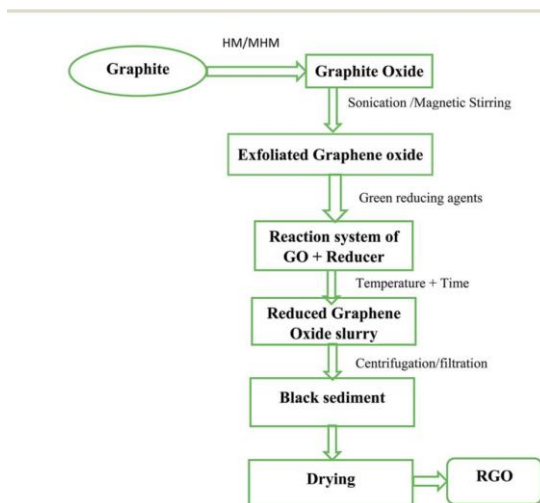 HM/MHM
Graphite
Graphite Oxide
Sonication /Magnetic Stirring
Exfoliated Graphene oxide
Green reducing agents
Reaction system of
GO + Reducer
Temperature + Time
Reduced Graphene
Oxide slurry
Centrifugation/filtration
Black sediment
Drying
RGO